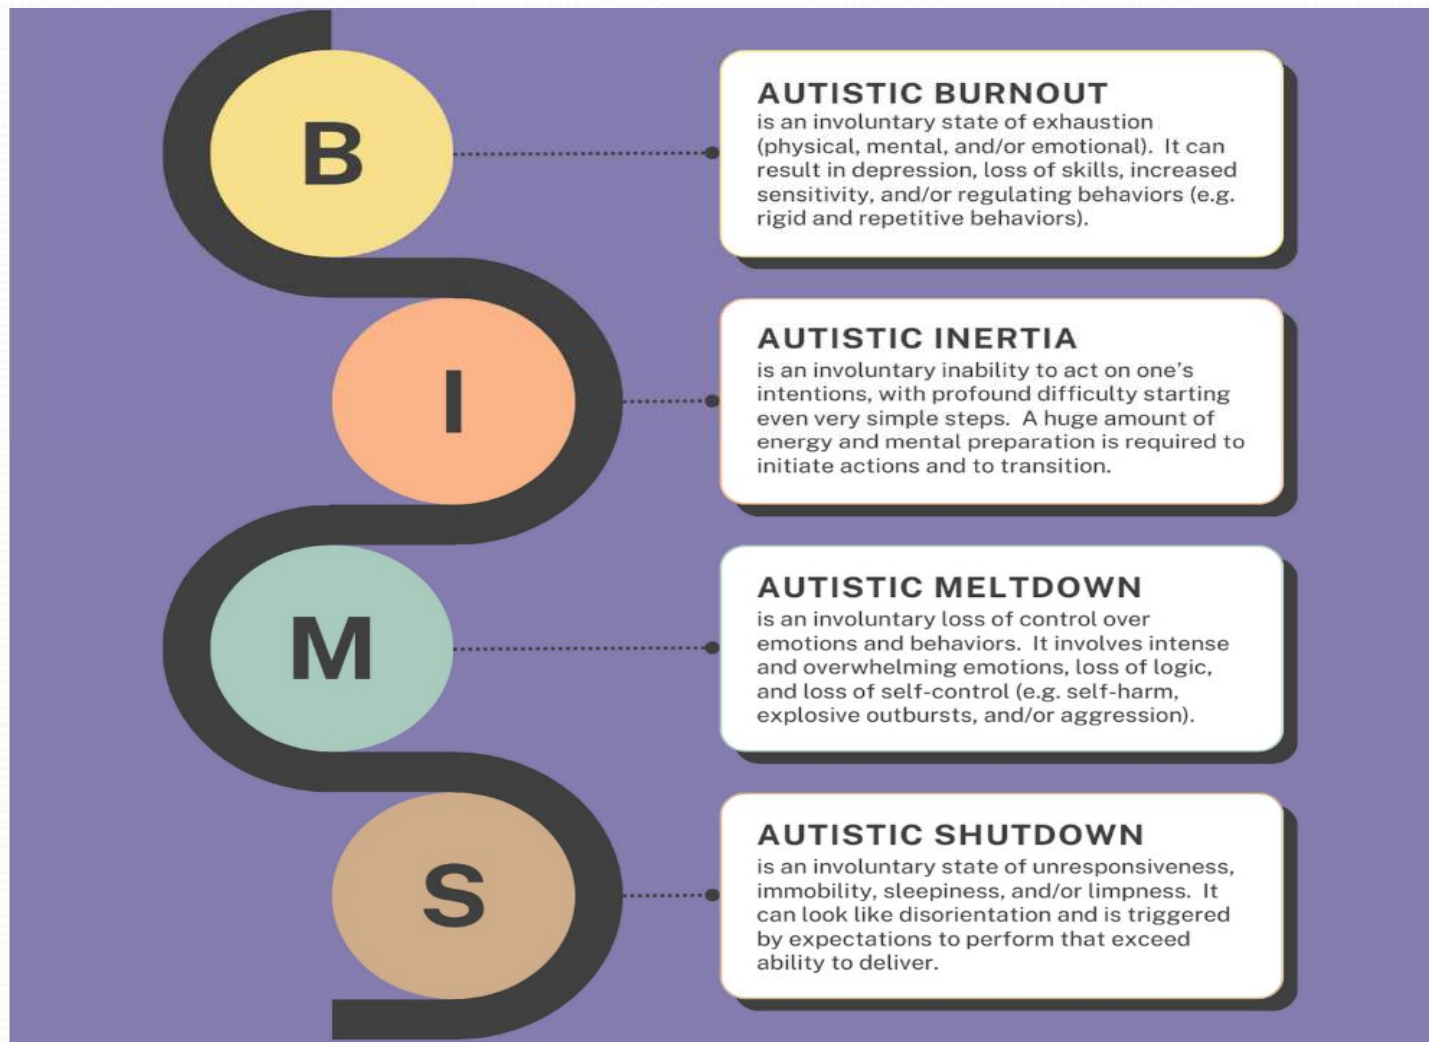 B
AUTISTIC BURNOUT
is an involuntary state of exhaustion
(physical, mental, and/or emotional).  It can
result in depression, loss of skills, increased
sensitivity, and/or regulating behaviors (e.g.
rigid and repetitive behaviors).
I
AUTISTIC INERTIA
is an involuntary inability to act on one's
intentions, with profound difficulty starting
even very simple steps.  A huge amount of
energy and mental preparation is required to
initiate actions and to transition.
M
AUTISTIC MELTDOWN
is an involuntary loss of control over
emotions and behaviors.  It involves intense
and overwhelming emotions, loss of logic,
and loss of self-control (e.g. self-harm,
explosive outbursts, and/or aggression).
S
AUTISTIC SHUTDOWN
is an involuntary state of unresponsiveness,
immobility, sleepiness, and/or limpness.  It
can look like disorientation and is triggered
by expectations to perform that exceed
ability to deliver.